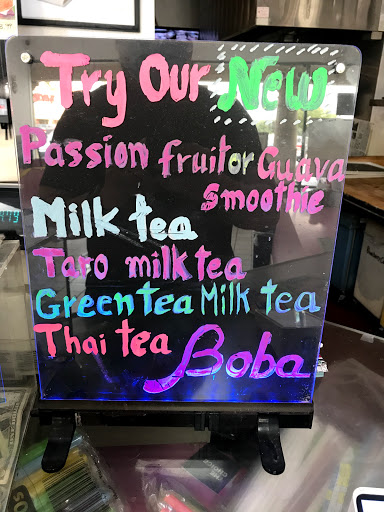 Try Our New
Passion fruit or Guava
Smoothie
Milk tea
Taro milk tea
Green tea Milk tea
Thai tea
Boba